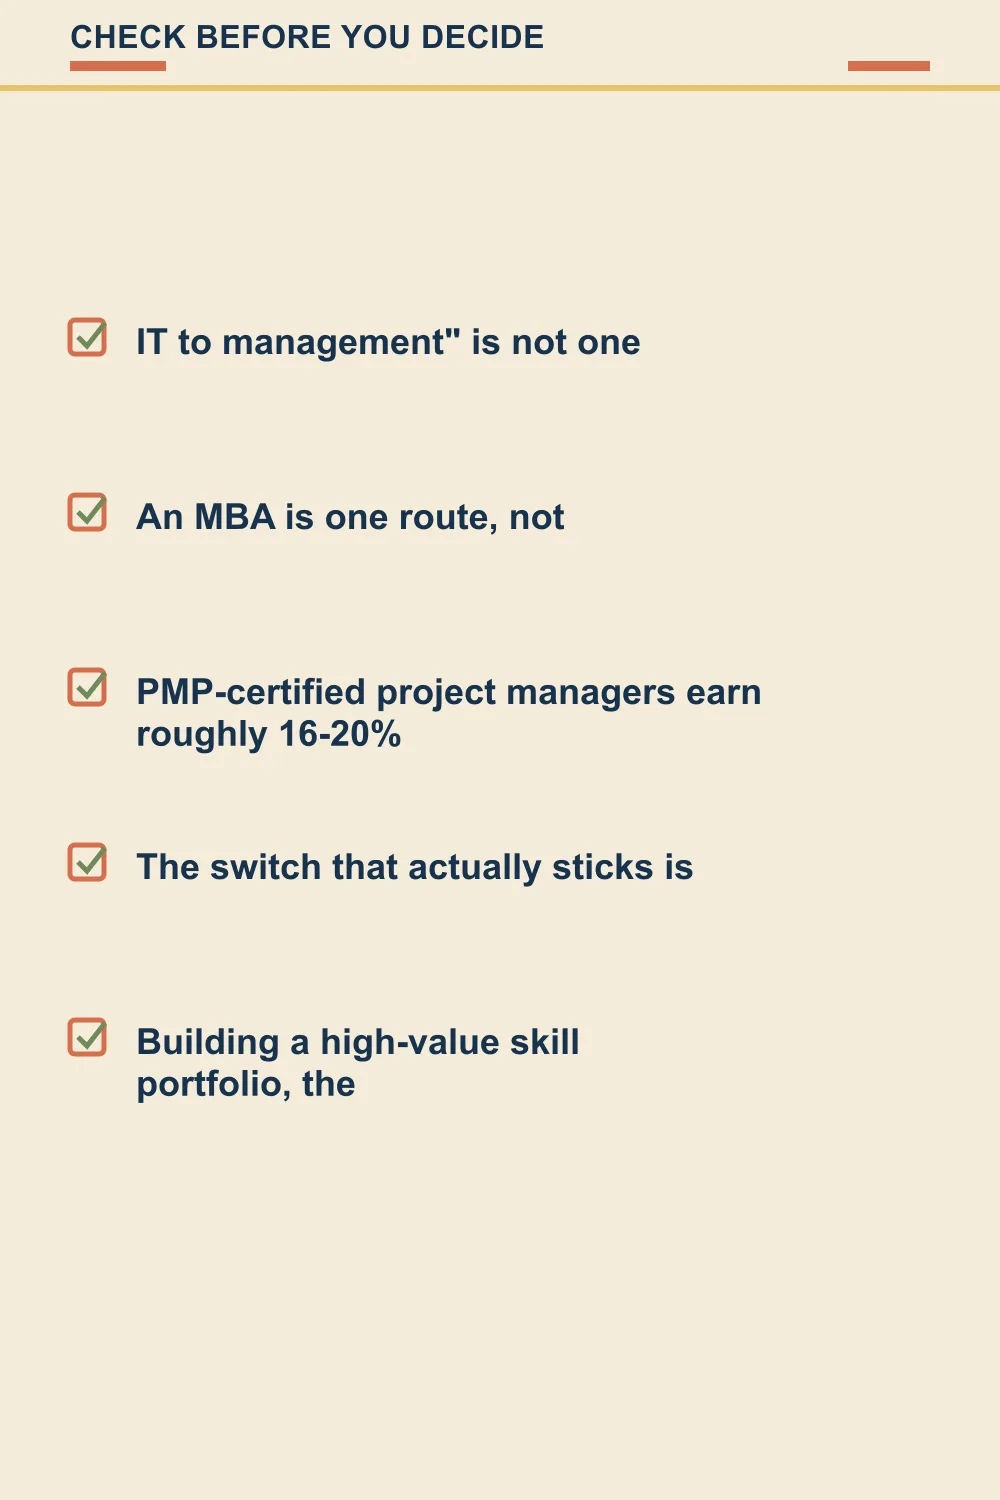 CHECK BEFORE YOU DECIDE
IT to management" is not one
An MBA is one route, not
PMP-certified project managers earn
roughly 16-20%
The switch that actually sticks is
Building a high-value skill
portfolio, the